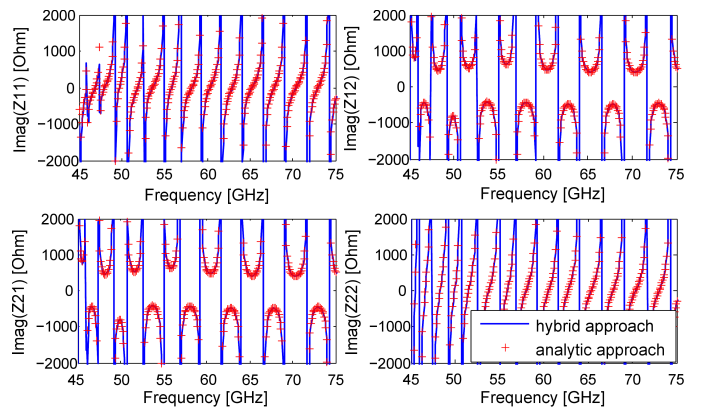 2000
1000
0
−1000
−2000
Imag(Z11) [Ohm]
45 50 55 60 65 70 75
Frequency [GHz]
2000
1000
0
−1000
−2000
Imag(Z12) [Ohm]
45 50 55 60 65 70 75
Frequency [GHz]
2000
1000
0
−1000
−2000
Imag(Z21) [Ohm]
45 50 55 60 65 70 75
Frequency [GHz]
2000
1000
0
−1000
−2000
Imag(Z22) [Ohm]
hybrid approach
analytic approach
45 50 55 60 65 70 75
Frequency [GHz]